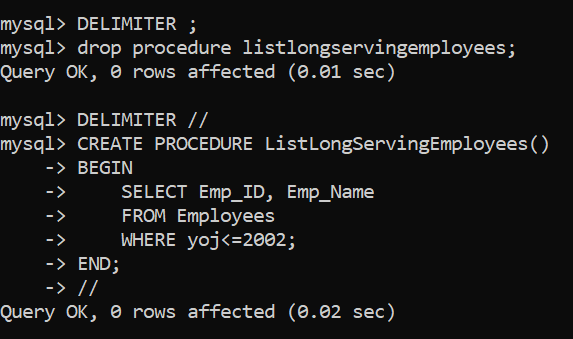 mysql> DELIMITER ;
mysql> drop procedure listlongservingemployees;
Query OK, 0 rows affected (0.01 sec)

mysql> DELIMITER //
mysql> CREATE PROCEDURE ListLongServingEmployees()
    -> BEGIN
    ->     SELECT Emp_ID, Emp_Name
    ->     FROM Employees
    ->     WHERE yoj<=2002;
    -> END;
    -> //
Query OK, 0 rows affected (0.02 sec)